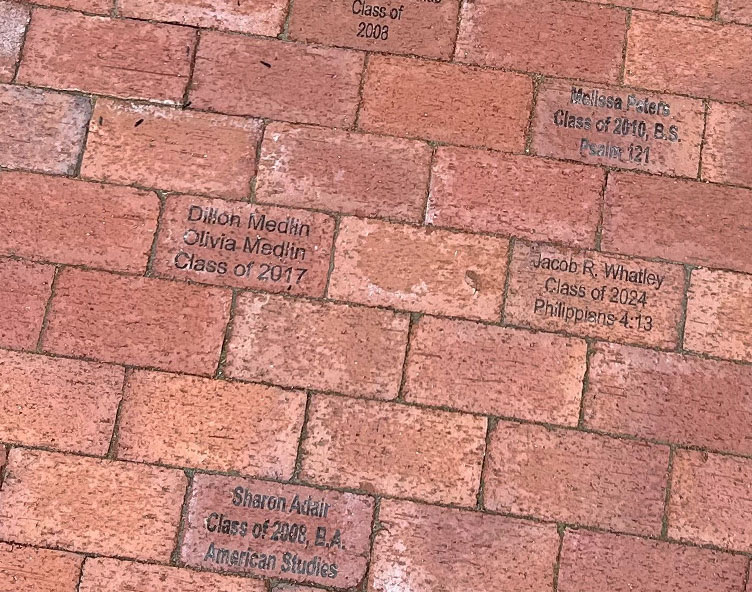 Class of
2008
Melissa Peters
Class of 2010, B.S.
Psalm 121
Dillon Medlin
Olivia Medlin
Class of 2017
Jacob R. Whatley
Class of 2024
Philippians 4:13
Sharon Adair
Class of 2008, B.A.
American Studies